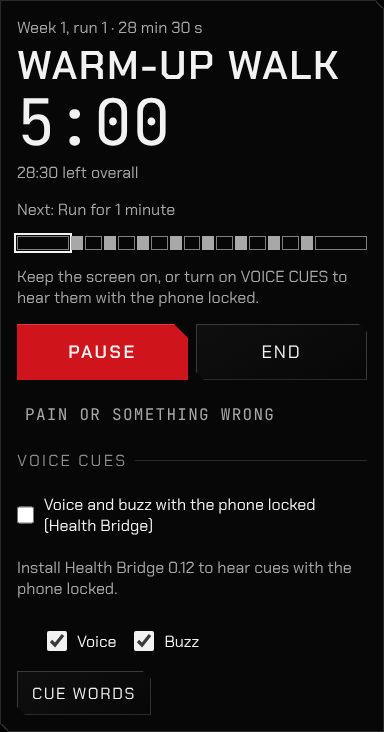 Week 1, run 1 · 28 min 30 s
WARM-UP WALK
5:00
28:30 left overall
Next: Run for 1 minute
Keep the screen on, or turn on VOICE CUES to
hear them with the phone locked.
PAUSE
END
PAIN OR SOMETHING WRONG
VOICE CUES
Voice and buzz with the phone locked
(Health Bridge)
Install Health Bridge 0.12 to hear cues with the
phone locked.
Voice
Buzz
CUE WORDS